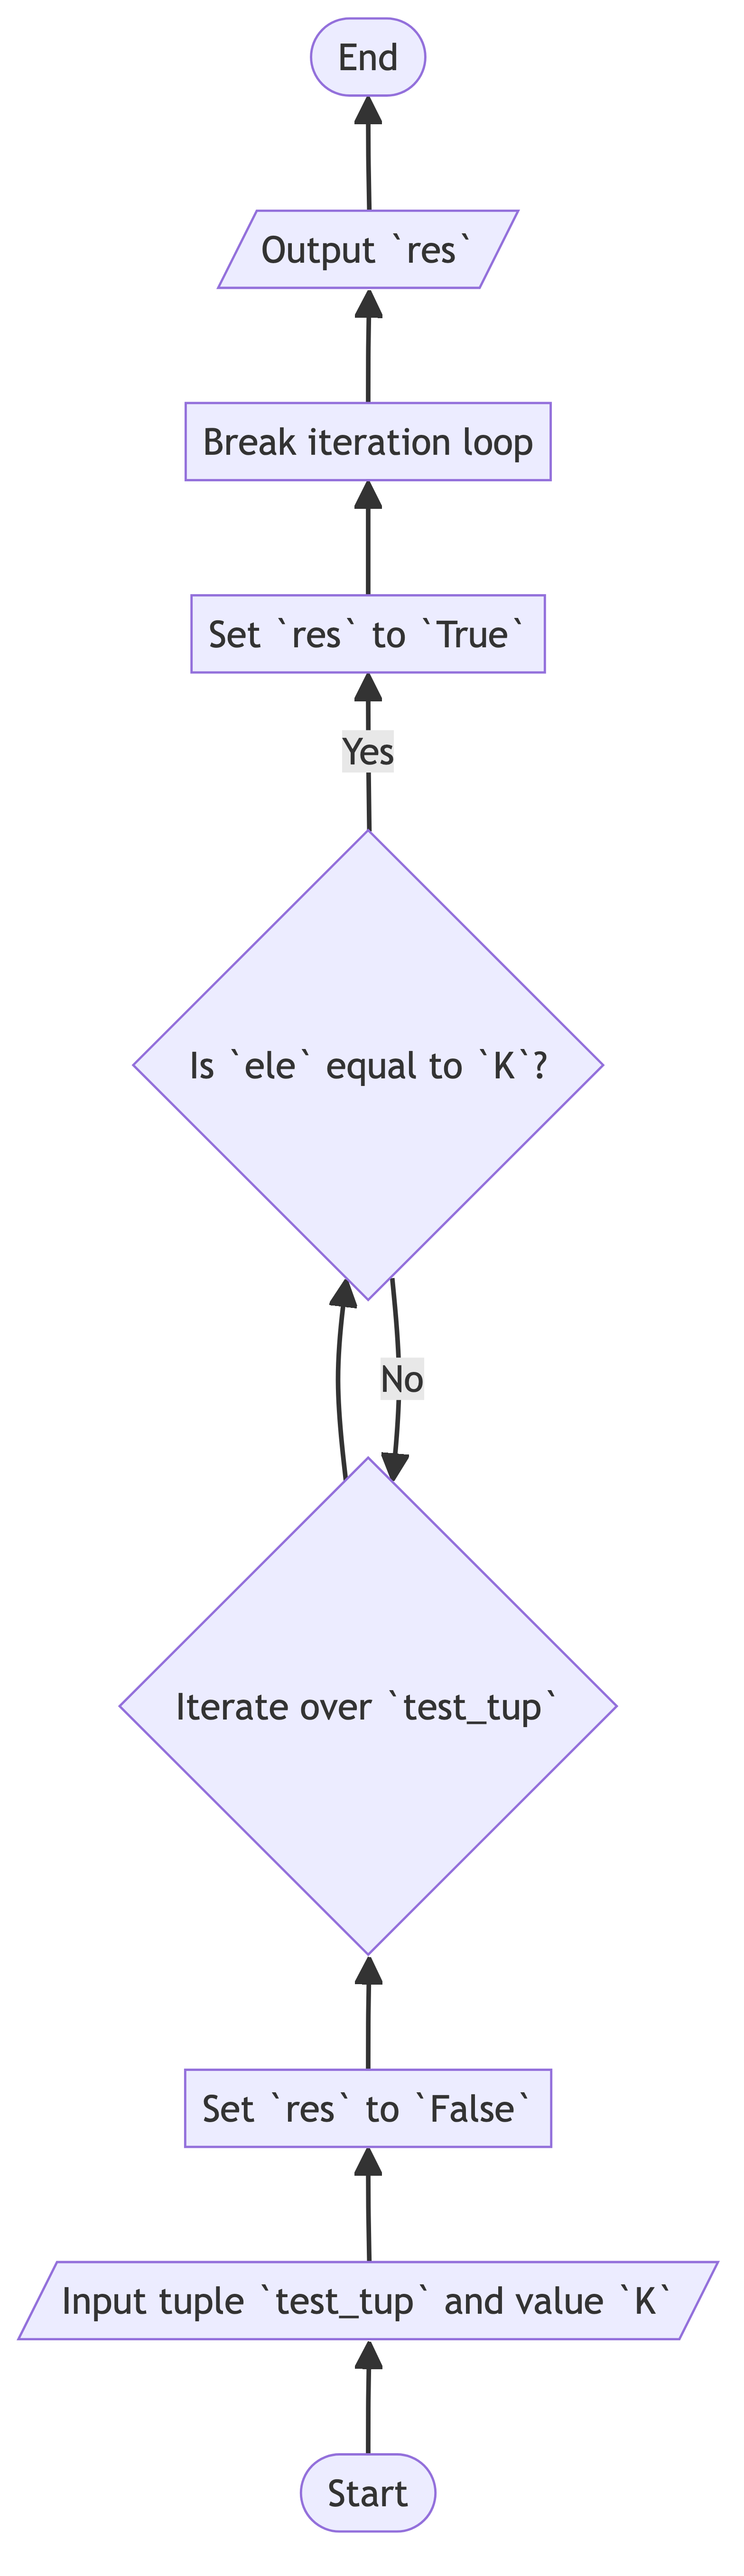 End
Output `res`
Break iteration loop
Set `res` to `True`
Yes
Is `ele` equal to `K`?
No
Iterate over `test_tup`
Set `res` to `False`
Input tuple `test_tup` and value `K`
Start